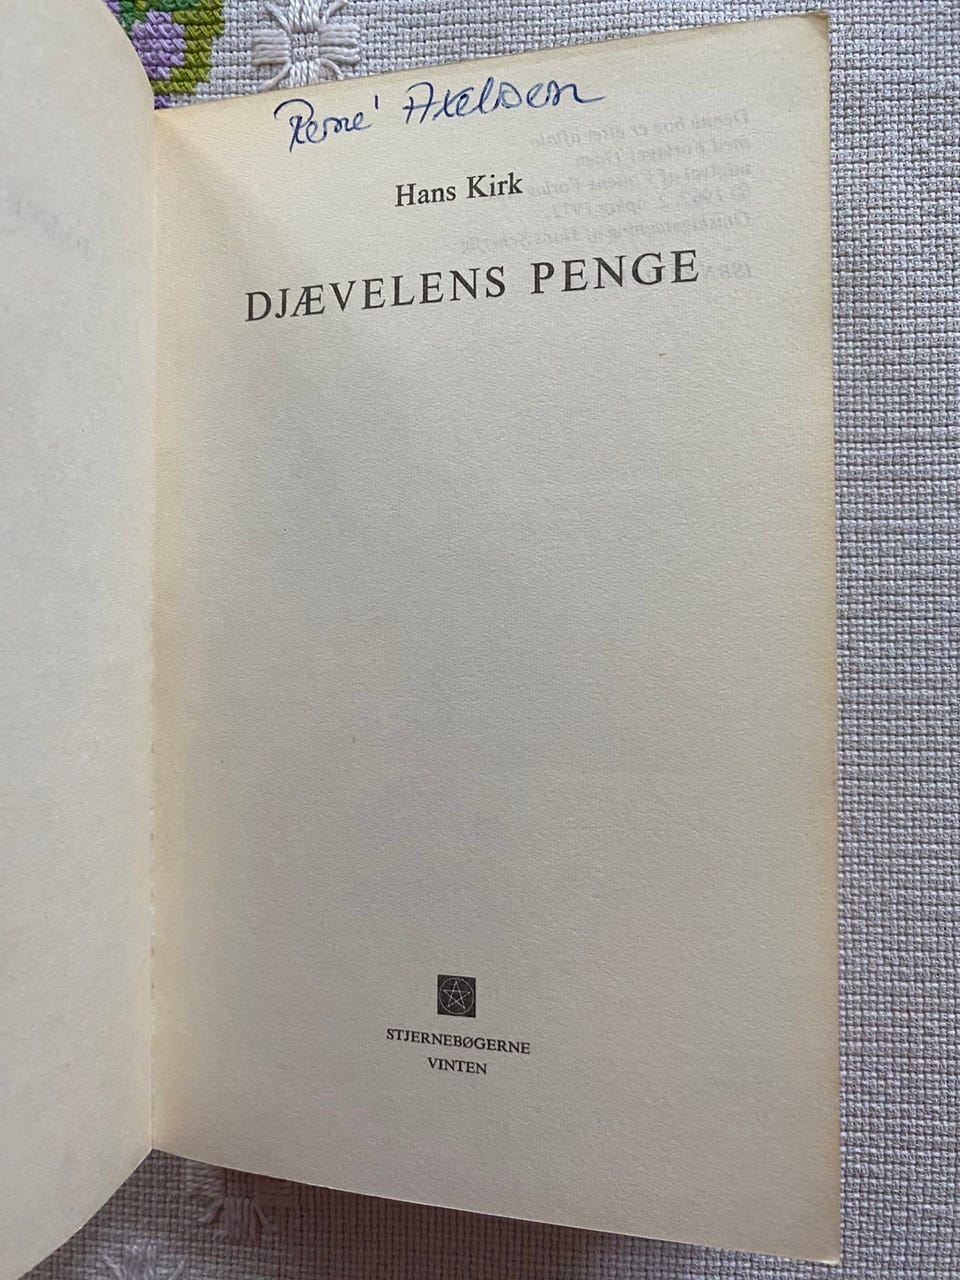 René Axelsen
Hans Kirk
DJÆVELENS PENGE
STJERNEBØGERNE
VINTEN